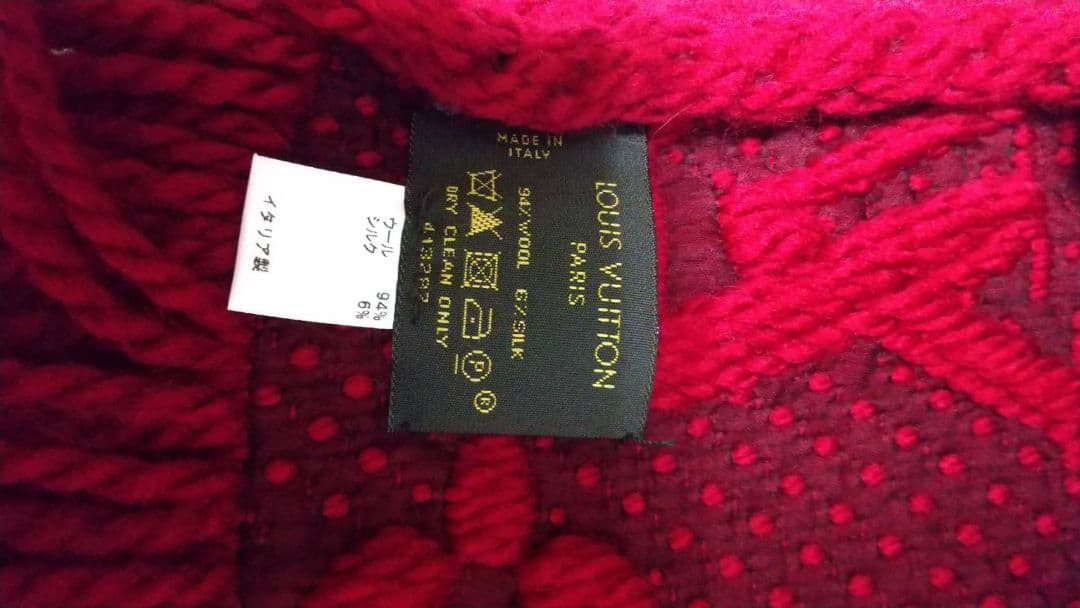 LOUIS VUITTON
PARIS
94%WOOL 6%SILK
DRY CLEAN ONLY
MADE IN
ITALY
P
®
ウール 94%
シルク 6%
イタリア製